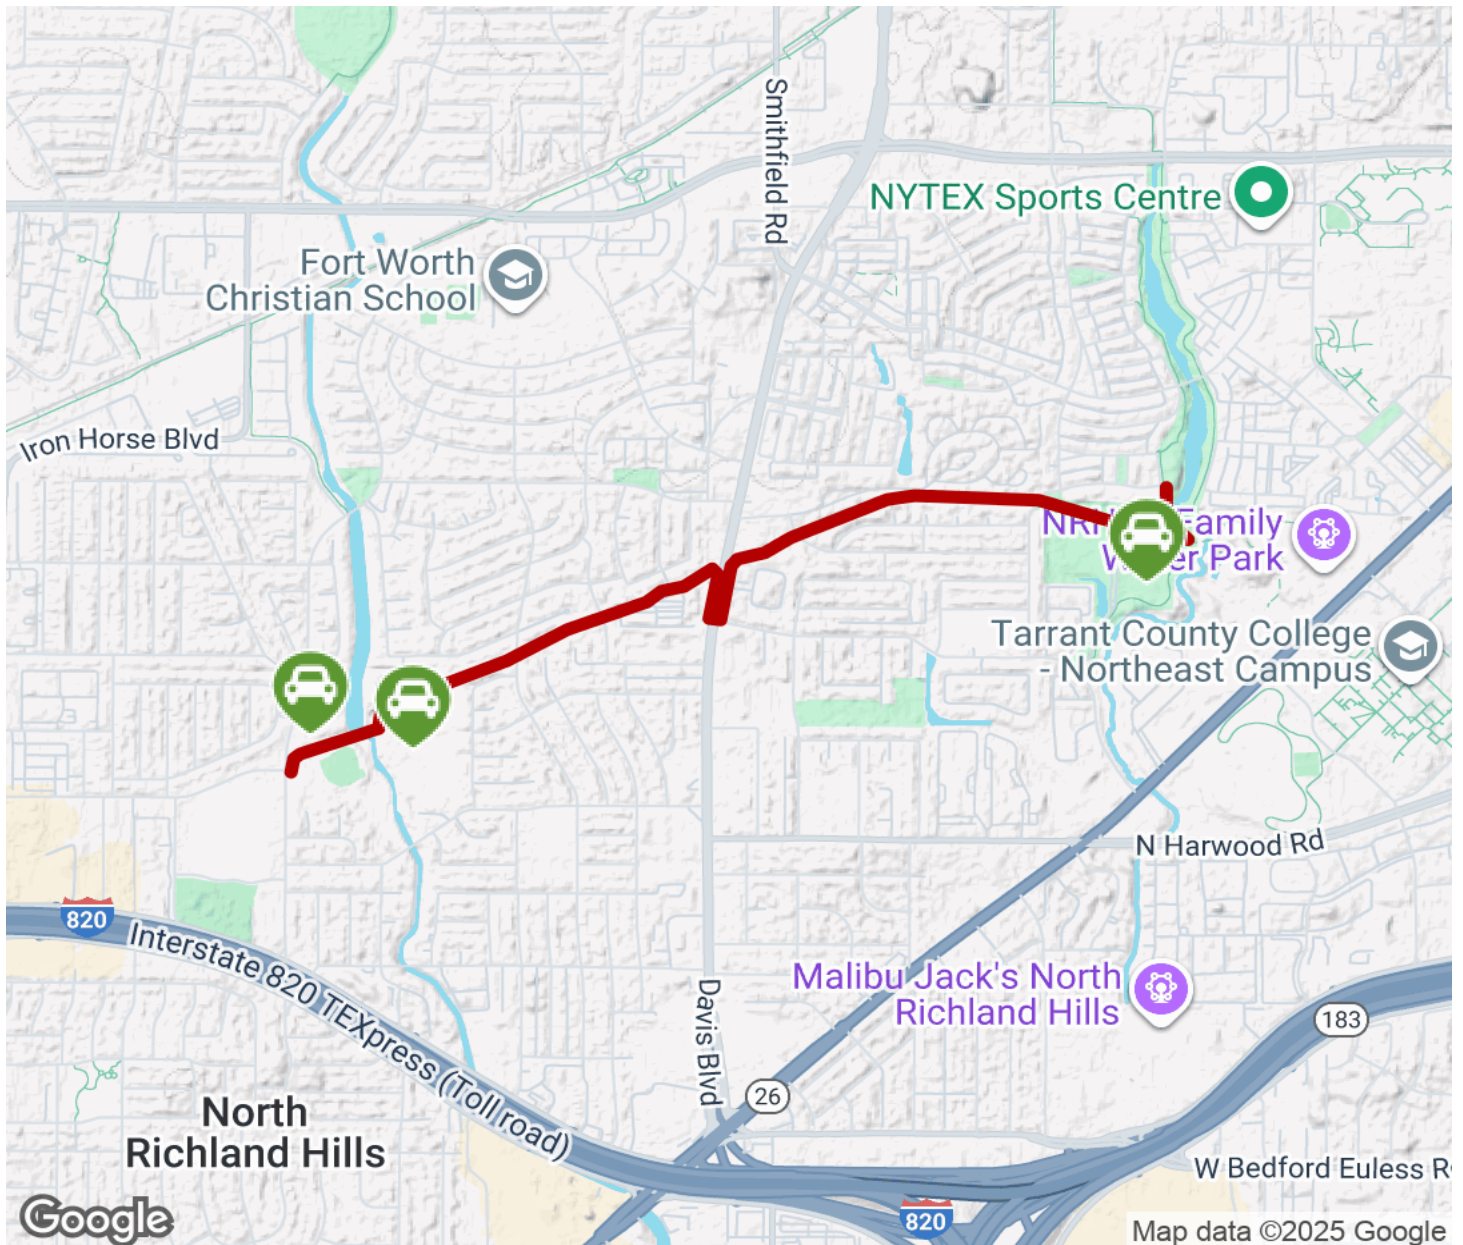 Smithfield Rd
NYTEX Sports Centre
Fort Worth
Christian School
Iron Horse Blvd
Family
Park
Tarrant County College
- Northeast Campus
N Harwood Rd
820
Interstate 820 TEXpress (Toll road)
Malibu Jack's North
Richland Hills
183
Davis Blvd
26
North
Richland Hills
W Bedford Euless
820
Google
Map data ©2025 Google